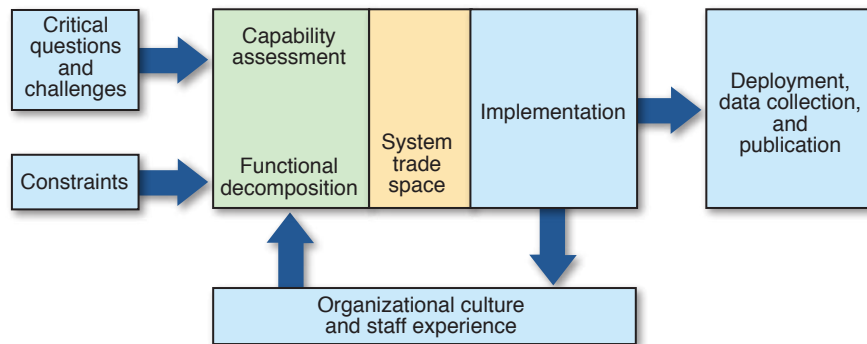 Critical
questions
and
challenges
Constraints
Capability
assessment
Functional
decomposition
System
trade
space
Implementation
Deployment,
data collection,
and
publication
Organizational culture
and staff experience